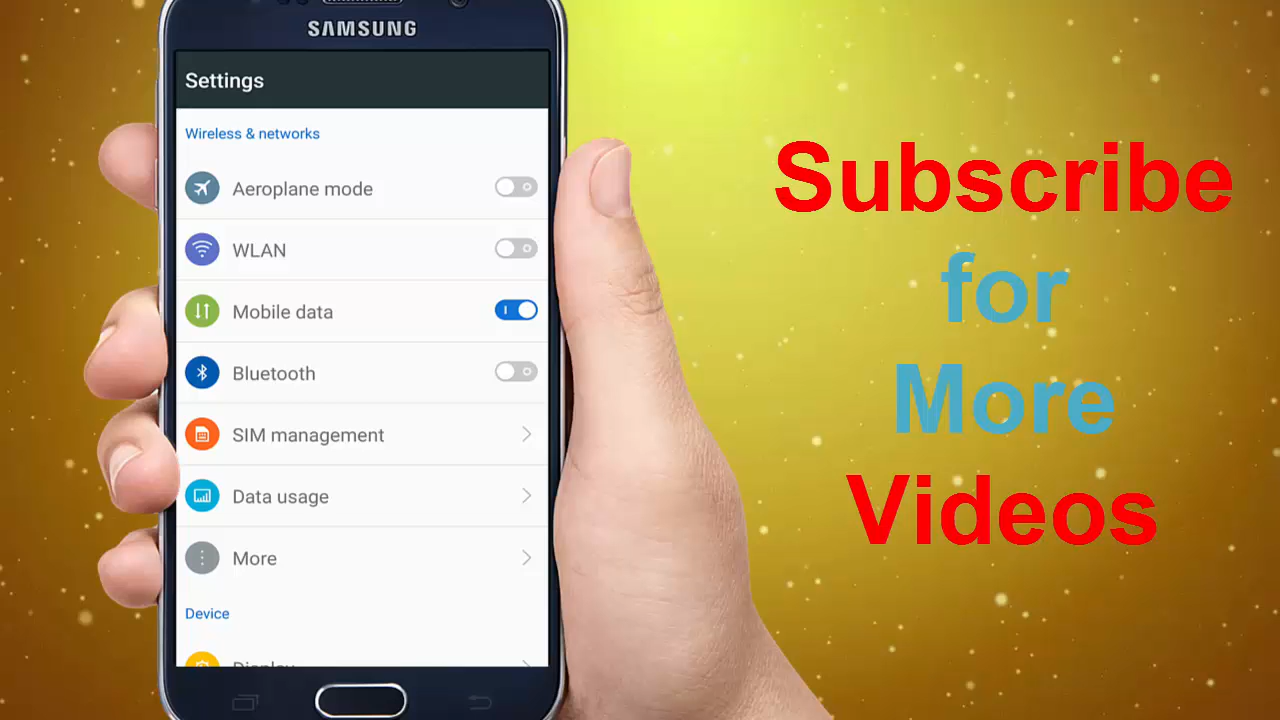 SAMSUNG
Settings
Wireless & networks
Aeroplane mode
WLAN
Mobile data
Bluetooth
SIM management
Data usage
More
Device
Display
Subscribe
for
More
Videos